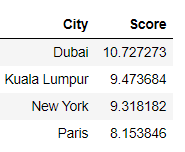 City Score
Dubai 10.727273
Kuala Lumpur 9.473684
New York 9.318182
Paris 8.153846